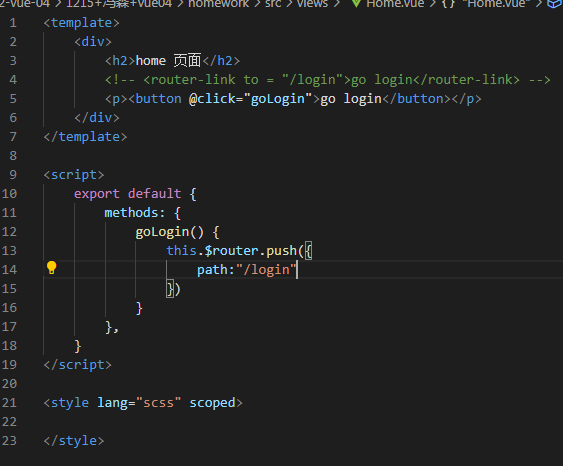 2-vue-04 > 1215+冯森+vue04 > homework > src > views > Home.vue > {} "Home.vue" >
1 <template>
2 <div>
3 <h2>home 页面</h2>
4 <!-- <router-link to = "/login">go login</router-link> -->
5 <p><button @click="goLogin">go login</button></p>
6 </div>
7 </template>
8
9 <script>
10 export default {
11 methods: {
12 goLogin() {
13 this.$router.push({
14 path:"/login"
15 })
16 }
17 },
18 }
19 </script>
20
21 <style lang="scss" scoped>
22
23 </style>